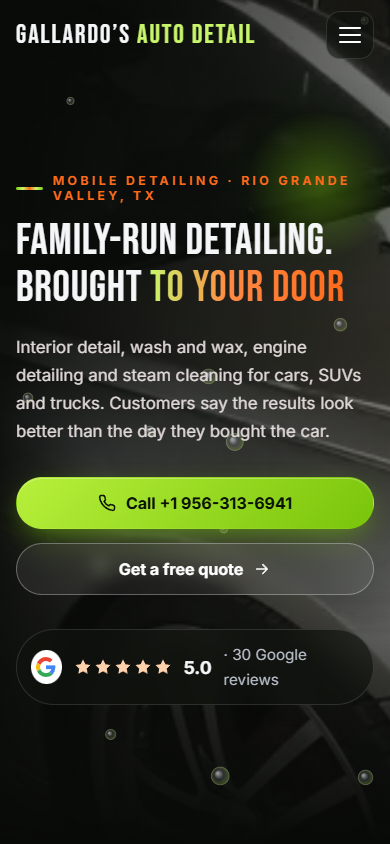 GALLARDO’S AUTO DETAIL
MOBILE DETAILING · RIO GRANDE
VALLEY, TX
FAMILY-RUN DETAILING.
BROUGHT TO YOUR DOOR
Interior detail, wash and wax, engine
detailing and steam cleaning for cars, SUVs
and trucks. Customers say the results look
better than the day they bought the car.
Call +1 956-313-6941
Get a free quote →
G ★★★★★ 5.0 · 30 Google
reviews